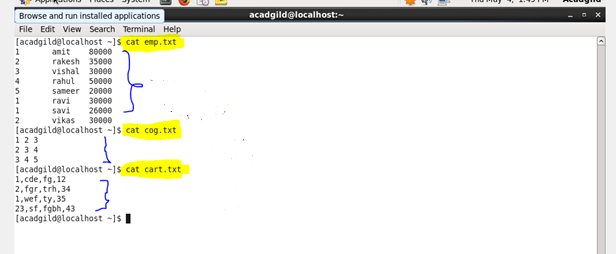 Applications Places System Thu May 4, 1:45 PM Acadgild
Browse and run installed applications
acadgild@localhost:~
File Edit View Search Terminal Help
[acadgild@localhost ~]$ cat emp.txt
1 amit 80000
2 rakesh 35000
3 vishal 30000
4 rahul 50000
5 sameer 20000
1 ravi 30000
1 savi 26000
2 vikas 30000
[acadgild@localhost ~]$ cat cog.txt
1 2 3
2 3 4
3 4 5
[acadgild@localhost ~]$ cat cart.txt
1,cde,fg,12
2,fgr,trh,34
1,wef,ty,35
23,sf,fgbh,43
[acadgild@localhost ~]$